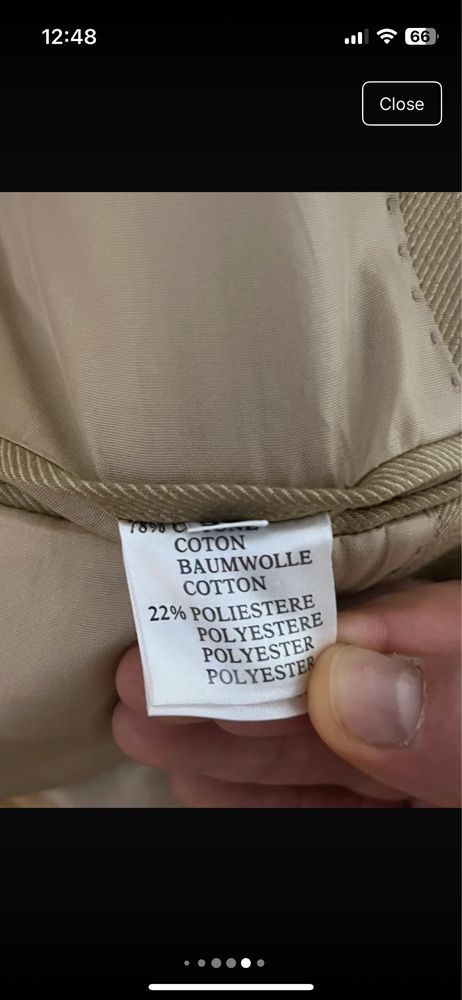 12:48
66
Close
78%
COTON
BAUMWOLLE
COTTON
22% POLIESTERE
POLYESTERE
POLYESTER
POLYESTER